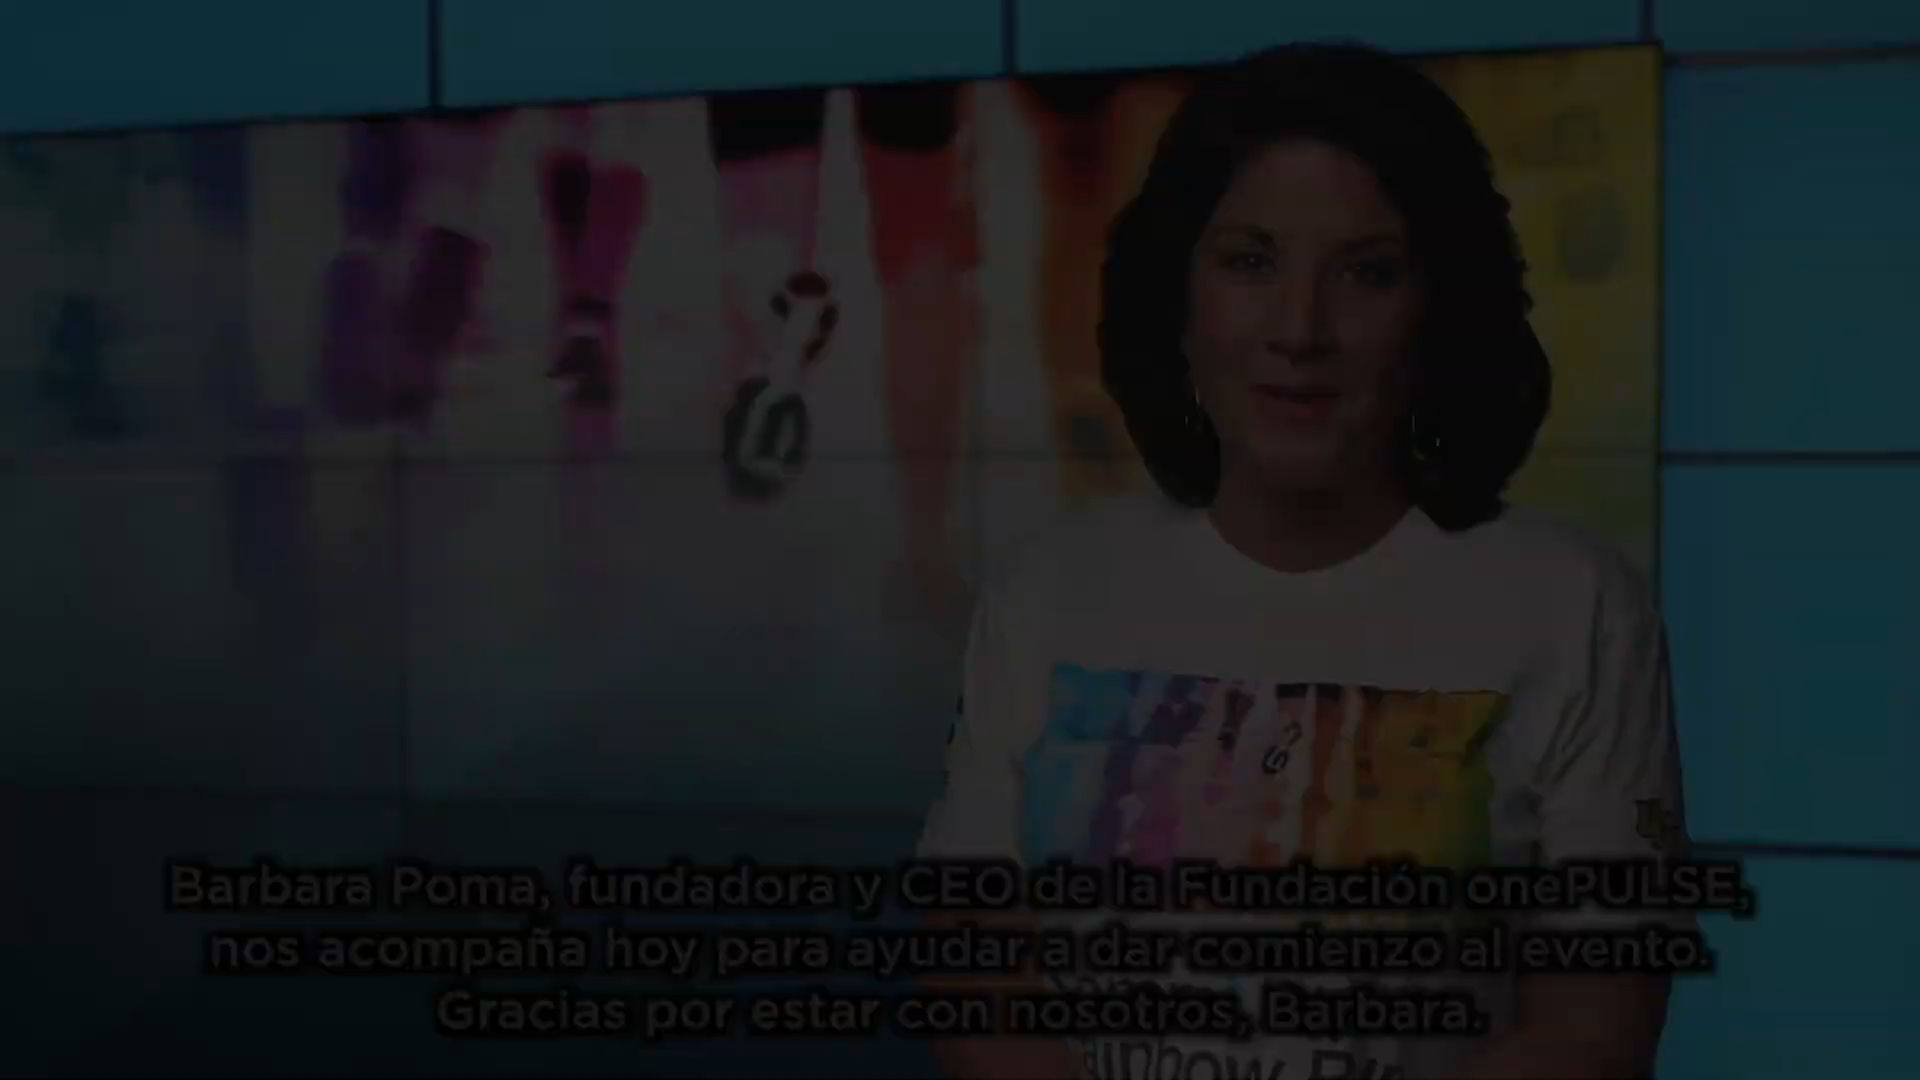 Barbara Poma, fundadora y CEO de la Fundación onePULSE,
nos acompaña hoy para ayudar a dar comienzo al evento.
Gracias por estar con nosotros, Barbara.